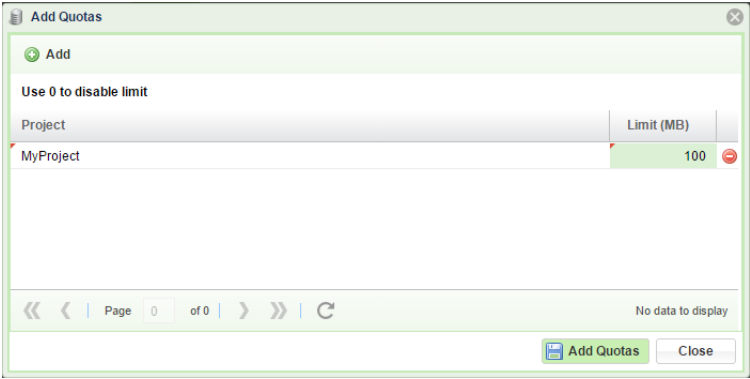 Add Quotas
Add
Use 0 to disable limit
Project Limit (MB)
MyProject 100
Page 0 of 0 No data to display
Add Quotas Close